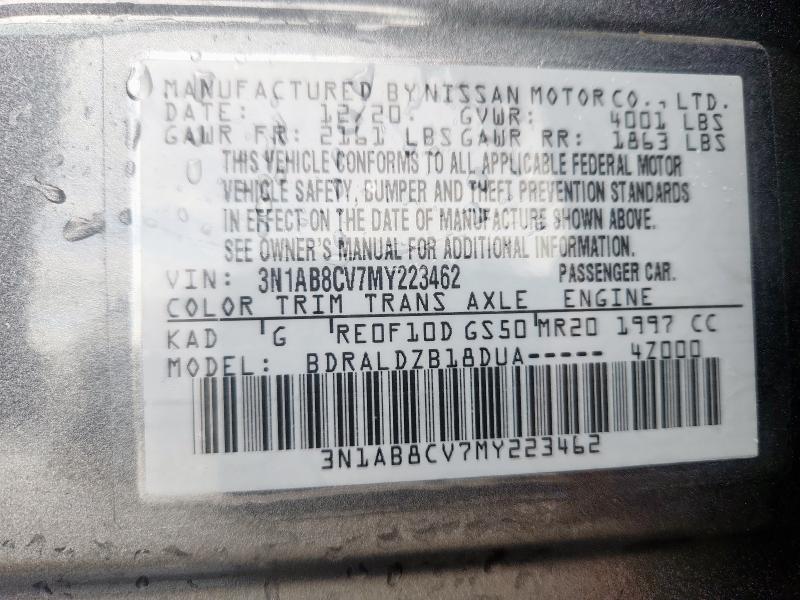 MANUFACTURED BY NISSAN MOTOR CO., LTD.
DATE: 12/20. GVWR: 4001 LBS
GAWR FR: 2161 LBS GAWR RR: 1863 LBS
THIS VEHICLE CONFORMS TO ALL APPLICABLE FEDERAL MOTOR
VEHICLE SAFETY, BUMPER AND THEFT PREVENTION STANDARDS
IN EFFECT ON THE DATE OF MANUFACTURE SHOWN ABOVE.
SEE OWNER'S MANUAL FOR ADDITIONAL INFORMATION.
VIN: 3N1AB8CV7MY223462 PASSENGER CAR.
COLOR TRIM TRANS AXLE ENGINE
KAD G RE0F10D GS50 MR20 1997 CC
MODEL: BDRALDZB18DUA----- 4Z000
3N1AB8CV7MY223462